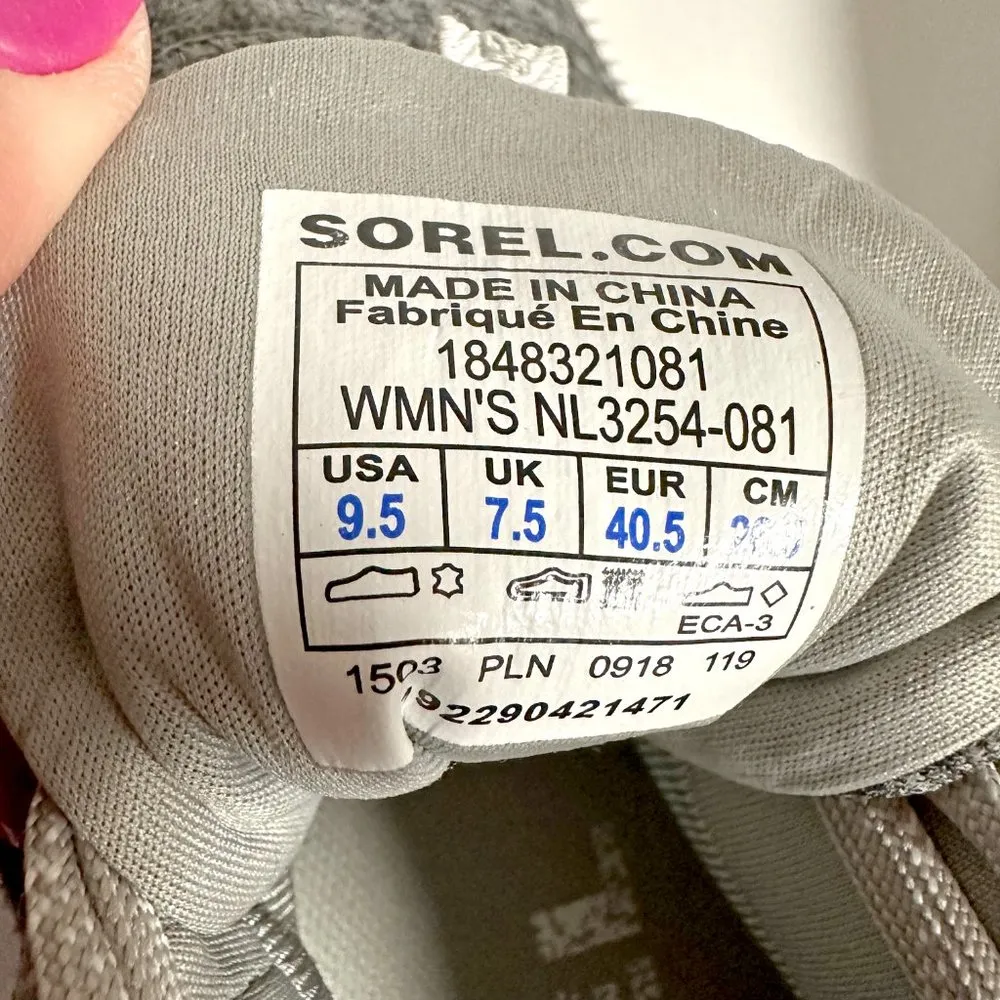 SOREL.COM
MADE IN CHINA
Fabriqué En Chine
1848321081
WMN'S NL3254-081
USA UK EUR CM
9.5 7.5 40.5
ECA-3
1503 PLN 0918 119